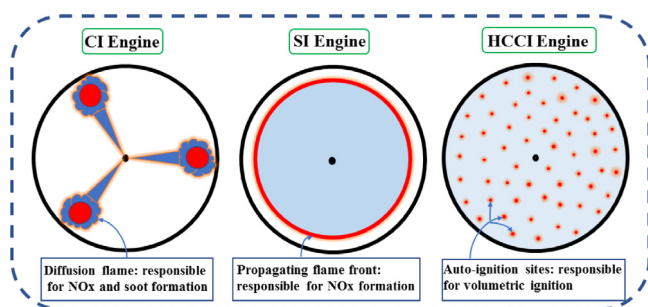 CI Engine
SI Engine
HCCI Engine
Diffusion flame: responsible
for NOx and soot formation
Propagating flame front:
responsible for NOx formation
Auto-ignition sites: responsible
for volumetric ignition